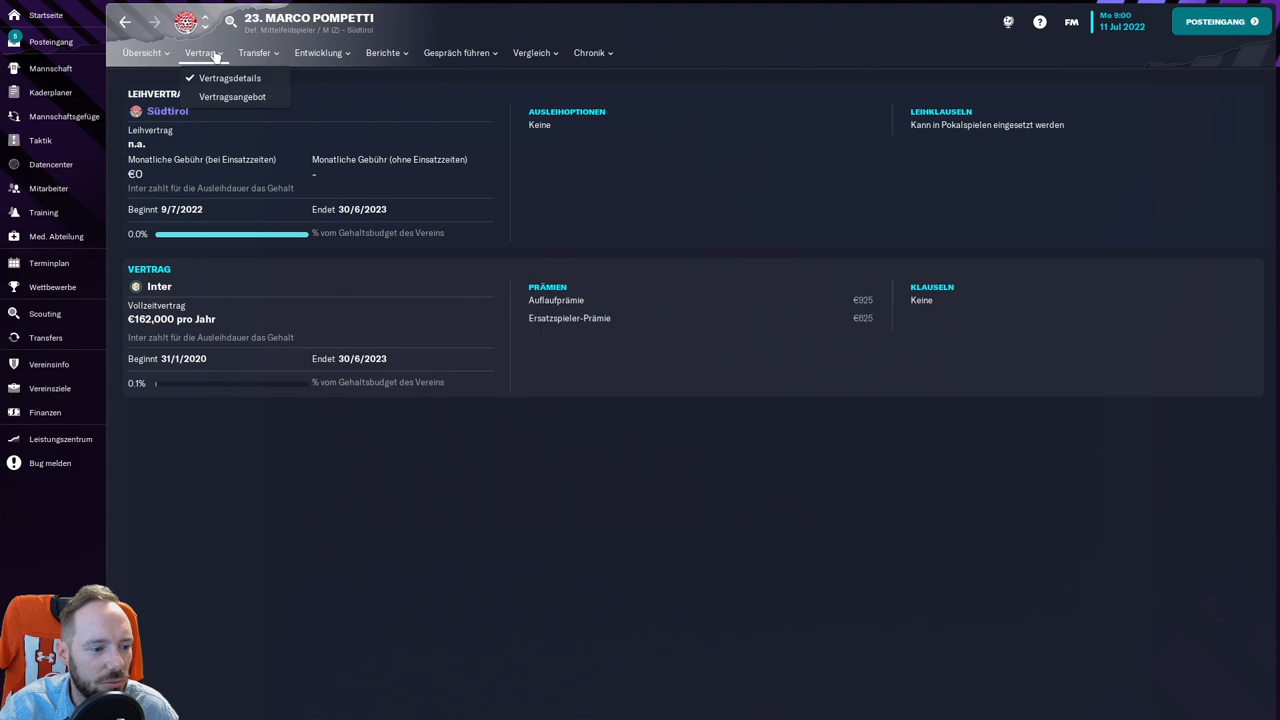 Startseite
5
Posteingang
Mannschaft
Kaderplaner
Mannschaftsgefüge
Taktik
Datencenter
Mitarbeiter
Training
Med. Abteilung
Terminplan
Wettbewerbe
Scouting
Transfers
Vereinsinfo
Vereinsziele
Finanzen
Leistungszentrum
Bug melden
23. MARCO POMPETTI
Def. Mittelfeldspieler / M (Z) – Südtirol
FM
Mo 9:00
11 Jul 2022
POSTEINGANG
Übersicht
Vertrag
Transfer
Entwicklung
Berichte
Gespräch führen
Vergleich
Chronik
Vertragsdetails
Vertragsangebot
Südtirol
Leihvertrag
n.a.
Monatliche Gebühr (bei Einsatzzeiten)
Monatliche Gebühr (ohne Einsatzzeiten)
€0
-
Inter zahlt für die Ausleihdauer das Gehalt
Beginnt 9/7/2022
Endet 30/6/2023
0.0%
% vom Gehaltsbudget des Vereins
AUSLEIHOPTIONEN
Keine
LEIHKLAUSELN
Kann in Pokalspielen eingesetzt werden
VERTRAG
Inter
Vollzeitvertrag
€162,000 pro Jahr
Inter zahlt für die Ausleihdauer das Gehalt
Beginnt 31/1/2020
Endet 30/6/2023
0.1%
% vom Gehaltsbudget des Vereins
PRÄMIEN
Auflaufprämie
€925
Ersatzspieler-Prämie
€625
KLAUSELN
Keine